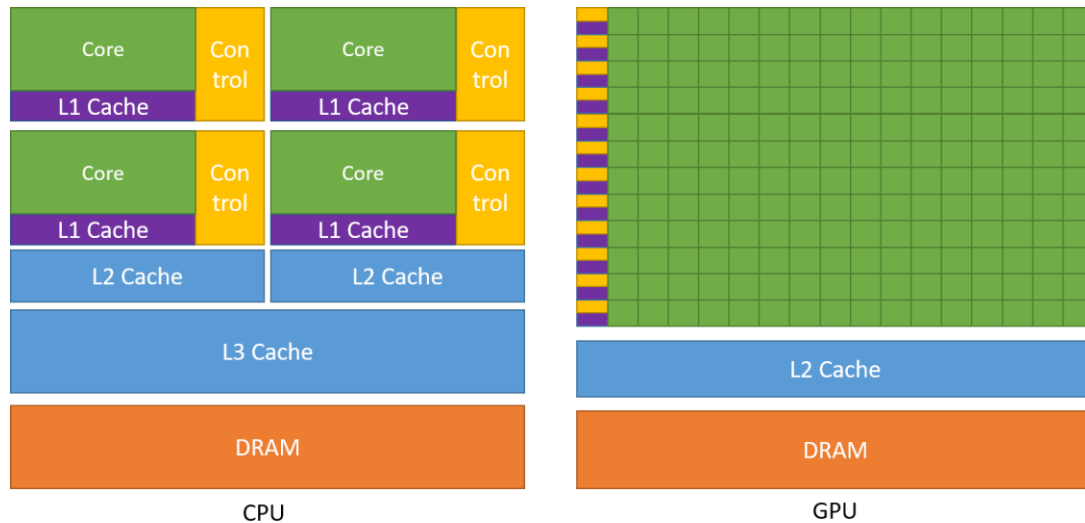 Core
Con
trol
L1 Cache
Core
Con
trol
L1 Cache
Core
Con
trol
L1 Cache
Core
Con
trol
L1 Cache
L2 Cache
L2 Cache
L3 Cache
DRAM
CPU
L2 Cache
DRAM
GPU